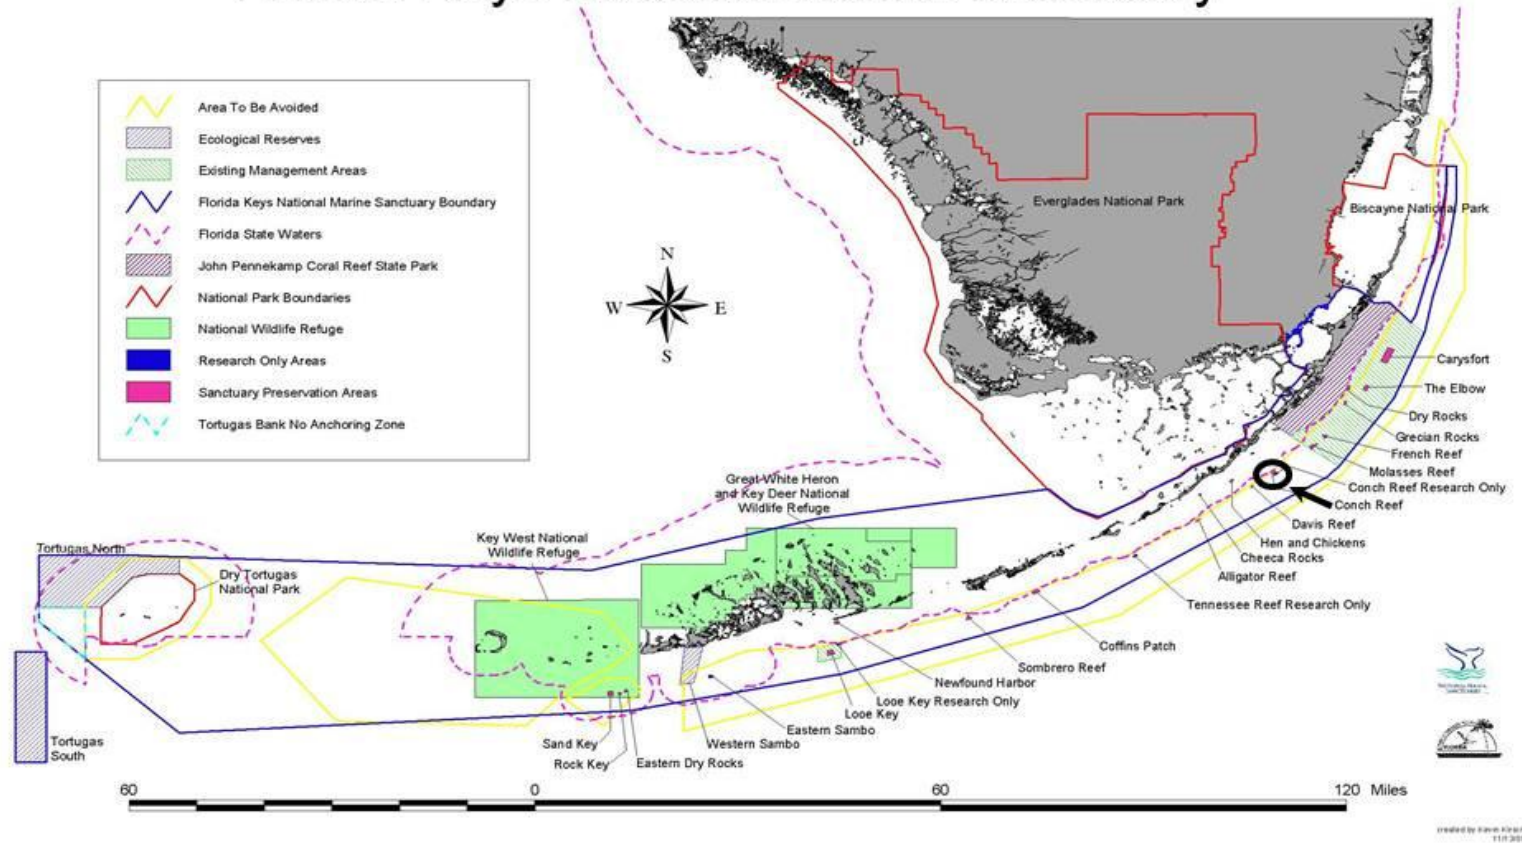 Area To Be Avoided
Ecological Reserves
Existing Management Areas
Florida Keys National Marine Sanctuary Boundary
Florida State Waters
John Pennekamp Coral Reef State Park
National Park Boundaries
National Wildlife Refuge
Research Only Areas
Sanctuary Preservation Areas
Tortugas Bank No Anchoring Zone
N
W
E
S
Everglades National Park
Biscayne National Park
Carysfort
The Elbow
Dry Rocks
Grecian Rocks
French Reef
Molasses Reef
Conch Reef Research Only
Conch Reef
Davis Reef
Hen and Chickens
Cheeca Rocks
Alligator Reef
Tennessee Reef Research Only
Coffins Patch
Sombrero Reef
Newfound Harbor
Looe Key Research Only
Looe Key
Eastern Sambo
Western Sambo
Eastern Dry Rocks
Rock Key
Sand Key
Great White Heron
and Key Deer National
Wildlife Refuge
Key West National
Wildlife Refuge
Tortugas North
Dry Tortugas
National Park
Tortugas
South
60
0
60
120 Miles